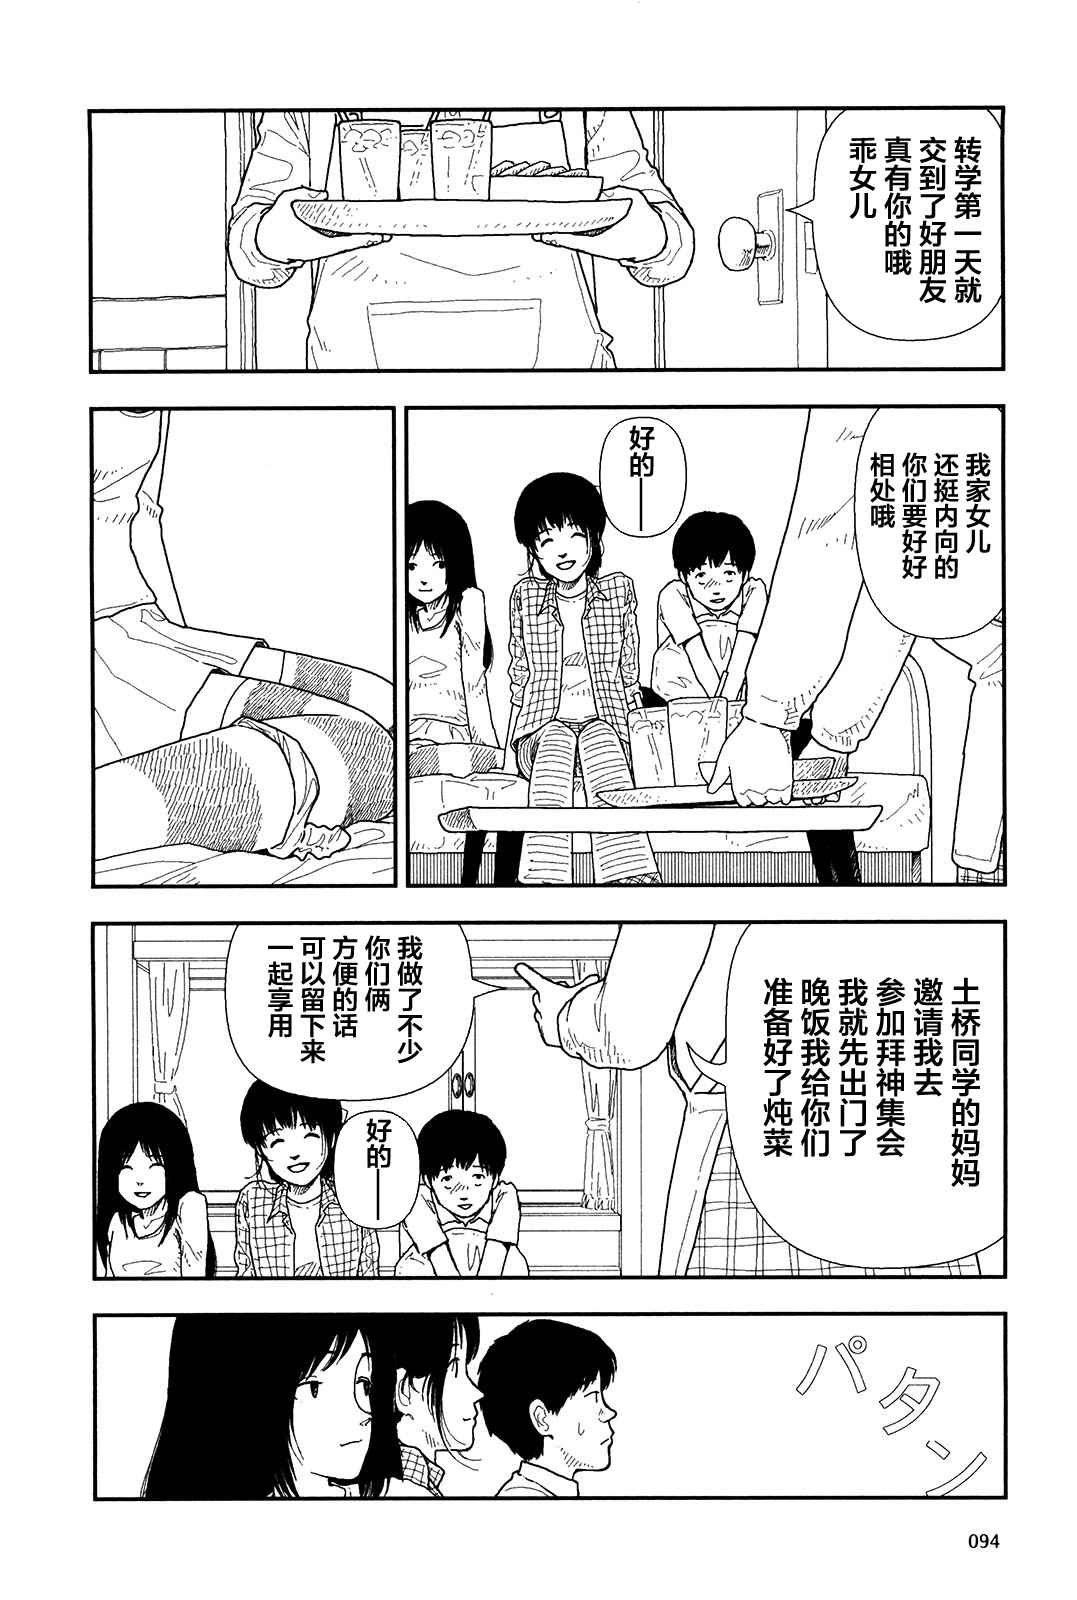 转学第一天就
交到了好朋友
真有你的哦
乖女儿
我家女儿
还挺内向的
你们要好好
相处哦
好的——
土桥同学的妈妈
邀请我去
参加拜神集会
我就先出门了
晚饭我给你们
准备好了炖菜
我做了不少
你们俩
方便的话
可以留下来
一起享用
好的——
パタン
094